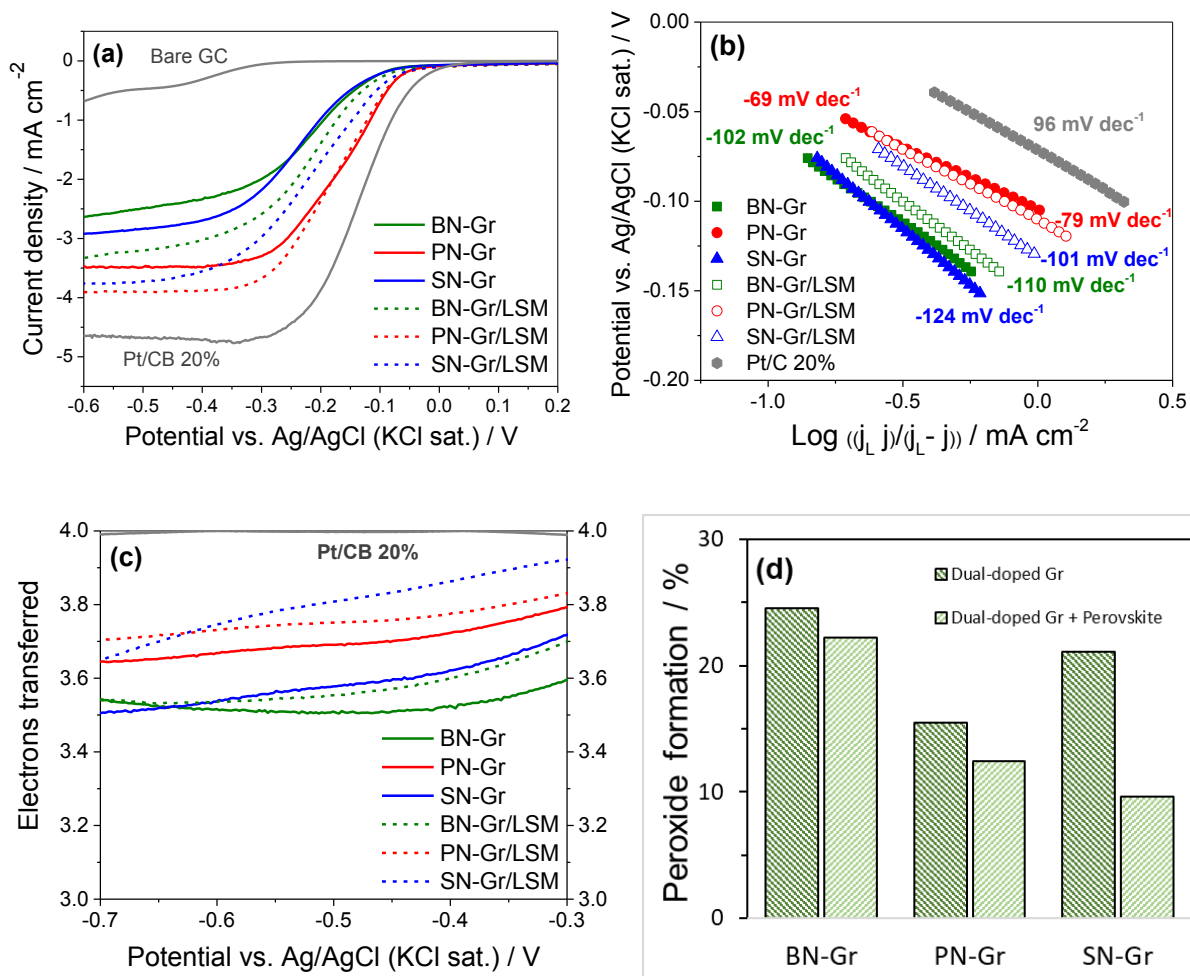 (a)
Bare GC
Pt/CB 20%
BN-Gr
PN-Gr
SN-Gr
BN-Gr/LSM
PN-Gr/LSM
SN-Gr/LSM
0
-1
-2
-3
-4
-5
Current density / mA cm⁻²
-0.6 -0.5 -0.4 -0.3 -0.2 -0.1 0.0 0.1 0.2
Potential vs. Ag/AgCl (KCl sat.) / V
(b)
-69 mV dec⁻¹
-102 mV dec⁻¹
96 mV dec⁻¹
-79 mV dec⁻¹
-101 mV dec⁻¹
-110 mV dec⁻¹
-124 mV dec⁻¹
BN-Gr
PN-Gr
SN-Gr
BN-Gr/LSM
PN-Gr/LSM
SN-Gr/LSM
Pt/C 20%
0.00
-0.05
-0.10
-0.15
-0.20
Potential vs. Ag/AgCl (KCl sat.) / V
-1.0 -0.5 0.0 0.5
Log ((j_L j)/(j_L- j)) / mA cm⁻²
(c)
Pt/CB 20%
BN-Gr
PN-Gr
SN-Gr
BN-Gr/LSM
PN-Gr/LSM
SN-Gr/LSM
4.0 4.0
3.8 3.8
3.6 3.6
3.4 3.4
3.2 3.2
3.0 3.0
Electrons transferred
-0.7 -0.6 -0.5 -0.4 -0.3
Potential vs. Ag/AgCl (KCl sat.) / V
(d)
Dual-doped Gr
Dual-doped Gr + Perovskite
30
20
10
0
Peroxide formation / %
BN-Gr PN-Gr SN-Gr